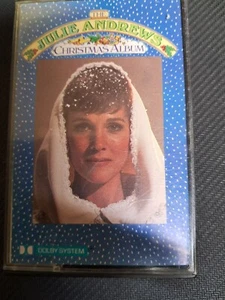 THE
JULIE ANDREWS
CHRISTMAS ALBUM
DOLBY SYSTEM